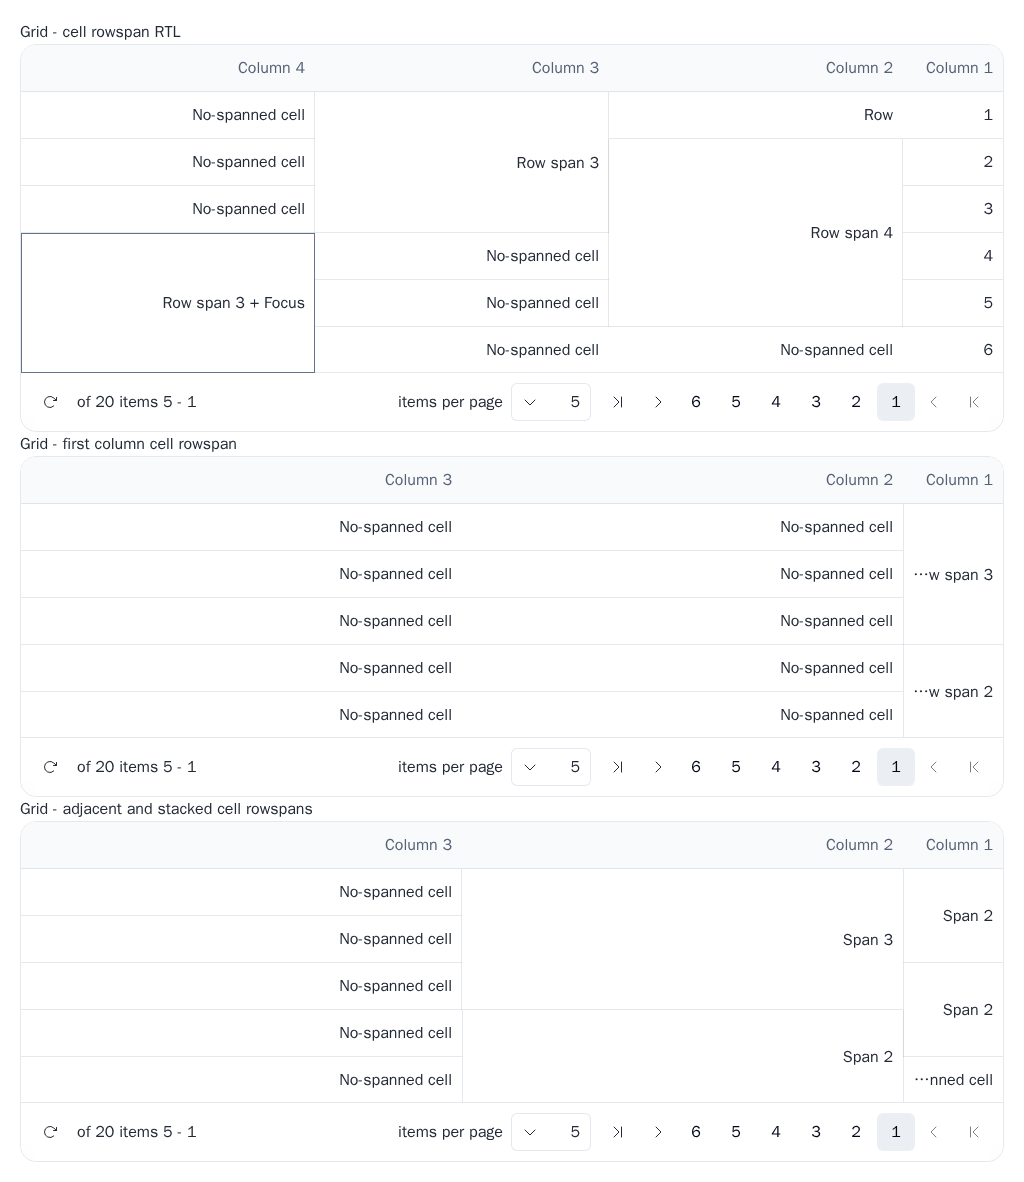 Grid - cell rowspan RTL
Column 4 Column 3 Column 2 Column 1
No-spanned cell Row 1
No-spanned cell Row span 3 2
No-spanned cell 3
Row span 4
No-spanned cell 4
Row span 3 + Focus No-spanned cell 5
No-spanned cell No-spanned cell 6
of 20 items 5 - 1 items per page 5 6 5 4 3 2 1
Grid - first column cell rowspan
Column 3 Column 2 Column 1
No-spanned cell No-spanned cell
No-spanned cell No-spanned cell …w span 3
No-spanned cell No-spanned cell
No-spanned cell No-spanned cell
…w span 2
No-spanned cell No-spanned cell
of 20 items 5 - 1 items per page 5 6 5 4 3 2 1
Grid - adjacent and stacked cell rowspans
Column 3 Column 2 Column 1
No-spanned cell
Span 2
No-spanned cell Span 3
No-spanned cell
Span 2
No-spanned cell
Span 2
No-spanned cell …nned cell
of 20 items 5 - 1 items per page 5 6 5 4 3 2 1